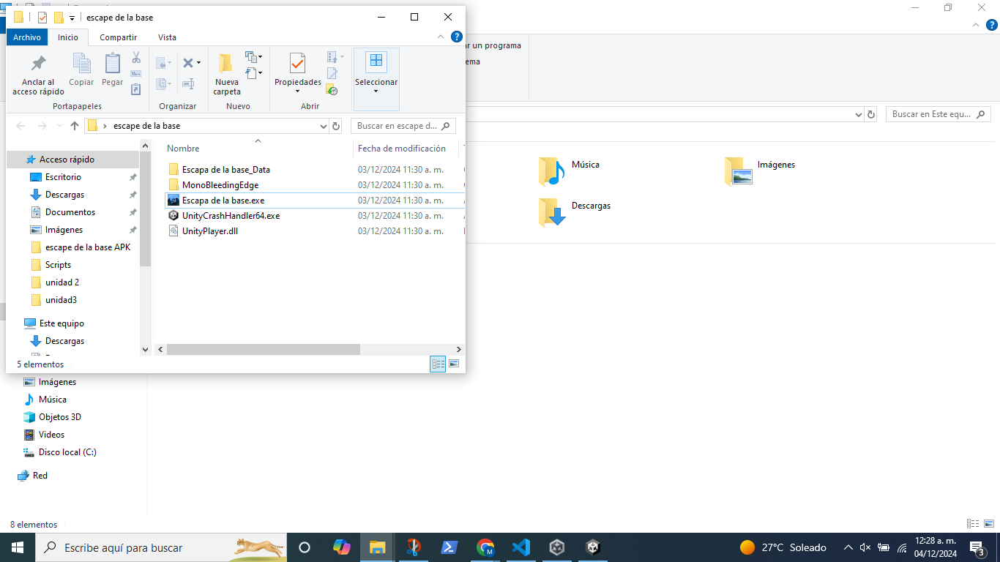 escape de la base
Archivo Inicio Compartir Vista
ar un programa
ema
Anclar al acceso rápido
Copiar
Pegar
Nueva carpeta
Propiedades
Seleccionar
Portapapeles Organizar Nuevo Abrir
escape de la base
Buscar en escape d...
Buscar en Este equ...
Nombre Fecha de modificación
Acceso rápido
Escritorio
Descargas
Documentos
Imágenes
escape de la base APK
Scripts
unidad 2
unidad3
Este equipo
Descargas
Escapa de la base_Data 03/12/2024 11:30 a. m.
MonoBleedingEdge 03/12/2024 11:30 a. m.
Escapa de la base.exe 03/12/2024 11:30 a. m.
UnityCrashHandler64.exe 03/12/2024 11:30 a. m.
UnityPlayer.dll 03/12/2024 11:30 a. m.
5 elementos
Música
Imágenes
Descargas
Imágenes
Música
Objetos 3D
Videos
Disco local (C:)
Red
8 elementos
Escribe aquí para buscar
27°C Soleado
12:28 a. m.
04/12/2024
3